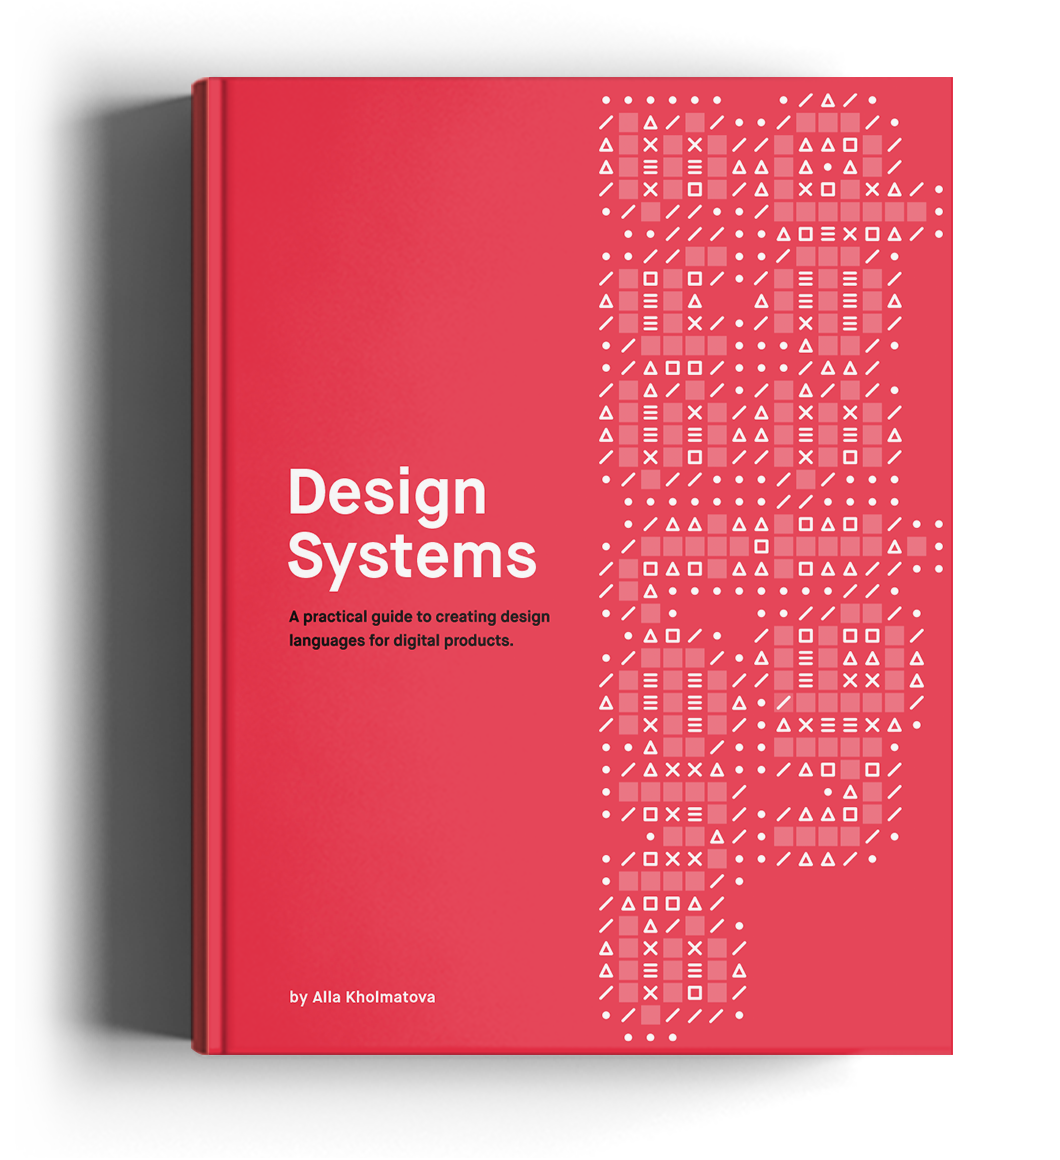 Design
Systems
A practical guide to creating design
languages for digital products.
by Alla Kholmatova